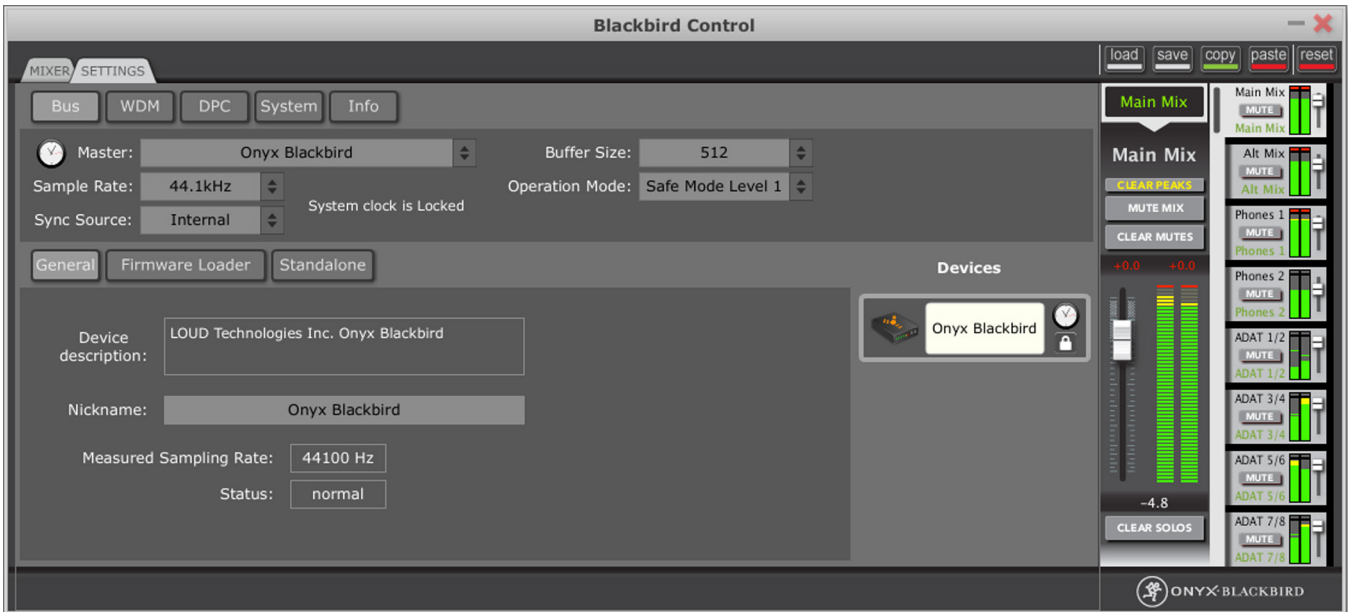 Blackbird Control
load save copy paste reset
MIXER SETTINGS
Bus WDM DPC System Info
Master: Onyx Blackbird
Buffer Size: 512
Sample Rate: 44.1kHz
Operation Mode: Safe Mode Level 1
System clock is Locked
Sync Source: Internal
General Firmware Loader Standalone
Device
description:
LOUD Technologies Inc. Onyx Blackbird
Nickname: Onyx Blackbird
Measured Sampling Rate: 44100 Hz
Status: normal
Devices
Onyx Blackbird
Main Mix
Main Mix
CLEAR PEAKS
MUTE MIX
CLEAR MUTES
+0.0 +0.0
-4.8
CLEAR SOLOS
Main Mix
MUTE
Main Mix
Alt Mix
MUTE
Alt Mix
Phones 1
MUTE
Phones 1
Phones 2
MUTE
Phones 2
ADAT 1/2
MUTE
ADAT 1/2
ADAT 3/4
MUTE
ADAT 3/4
ADAT 5/6
MUTE
ADAT 5/6
ADAT 7/8
MUTE
ADAT 7/8
ONYX·BLACKBIRD